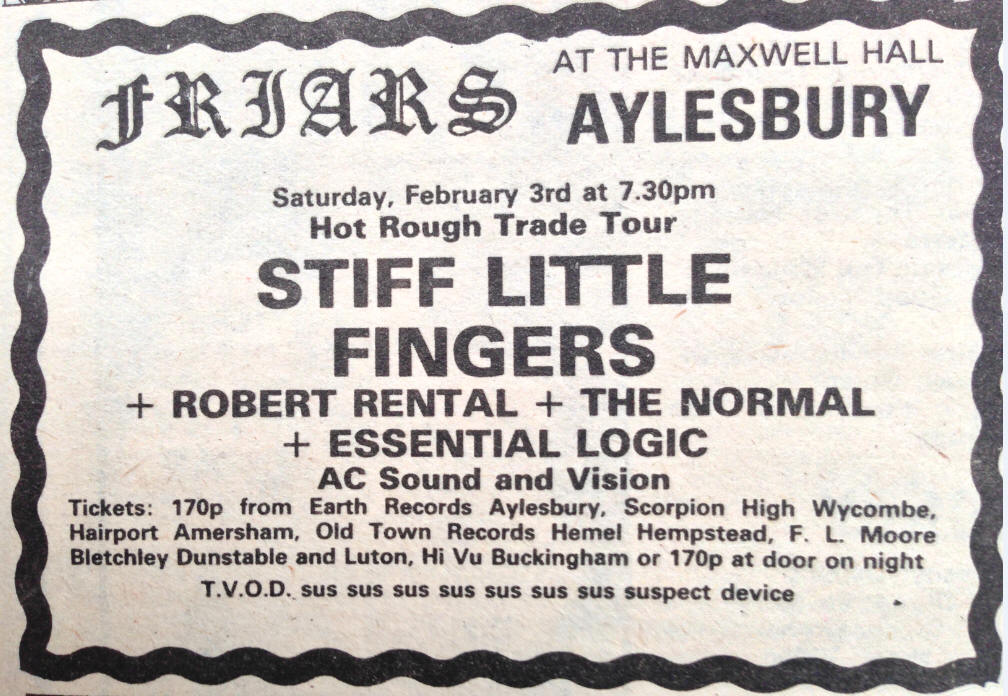 FRIARS
AT THE MAXWELL HALL
AYLESBURY
Saturday, February 3rd at 7.30pm
Hot Rough Trade Tour
STIFF LITTLE
FINGERS
+ ROBERT RENTAL + THE NORMAL
+ ESSENTIAL LOGIC
AC Sound and Vision
Tickets: 170p from Earth Records Aylesbury, Scorpion High Wycombe,
Hairport Amersham, Old Town Records Hemel Hempstead, F. L. Moore
Bletchley Dunstable and Luton, Hi Vu Buckingham or 170p at door on night
T.V.O.D. sus sus sus sus sus sus sus suspect device